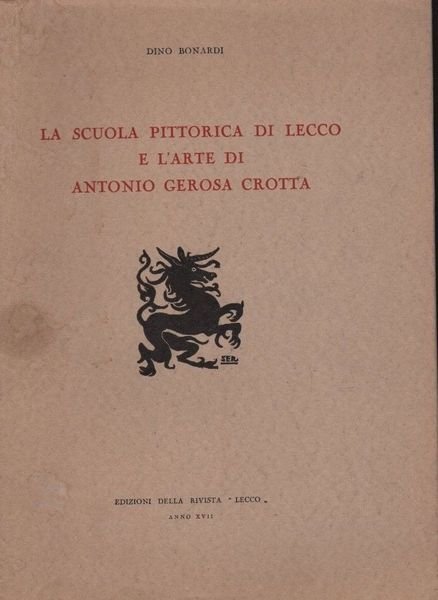 DINO BONARDI
LA SCUOLA PITTORICA DI LECCO
E L'ARTE DI
ANTONIO GEROSA CROTTA
SER
EDIZIONI DELLA RIVISTA "LECCO„
ANNO XVII